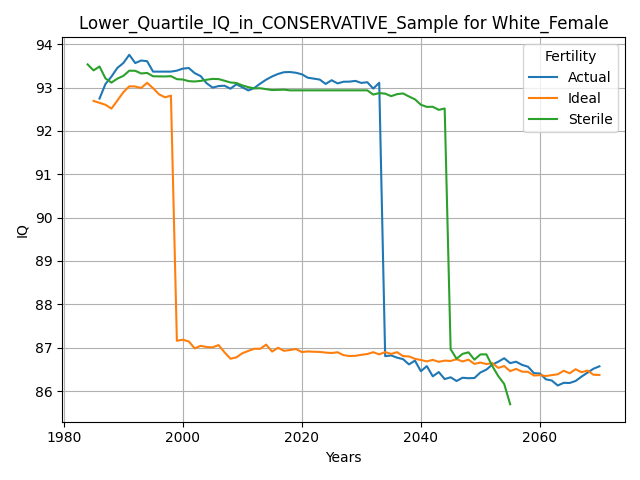 Lower_Quartile_IQ_in_CONSERVATIVE_Sample for White_Female
94
93
92
91
90
89
88
87
86
IQ
1980
2000
2020
2040
2060
Years
Fertility
Actual
Ideal
Sterile